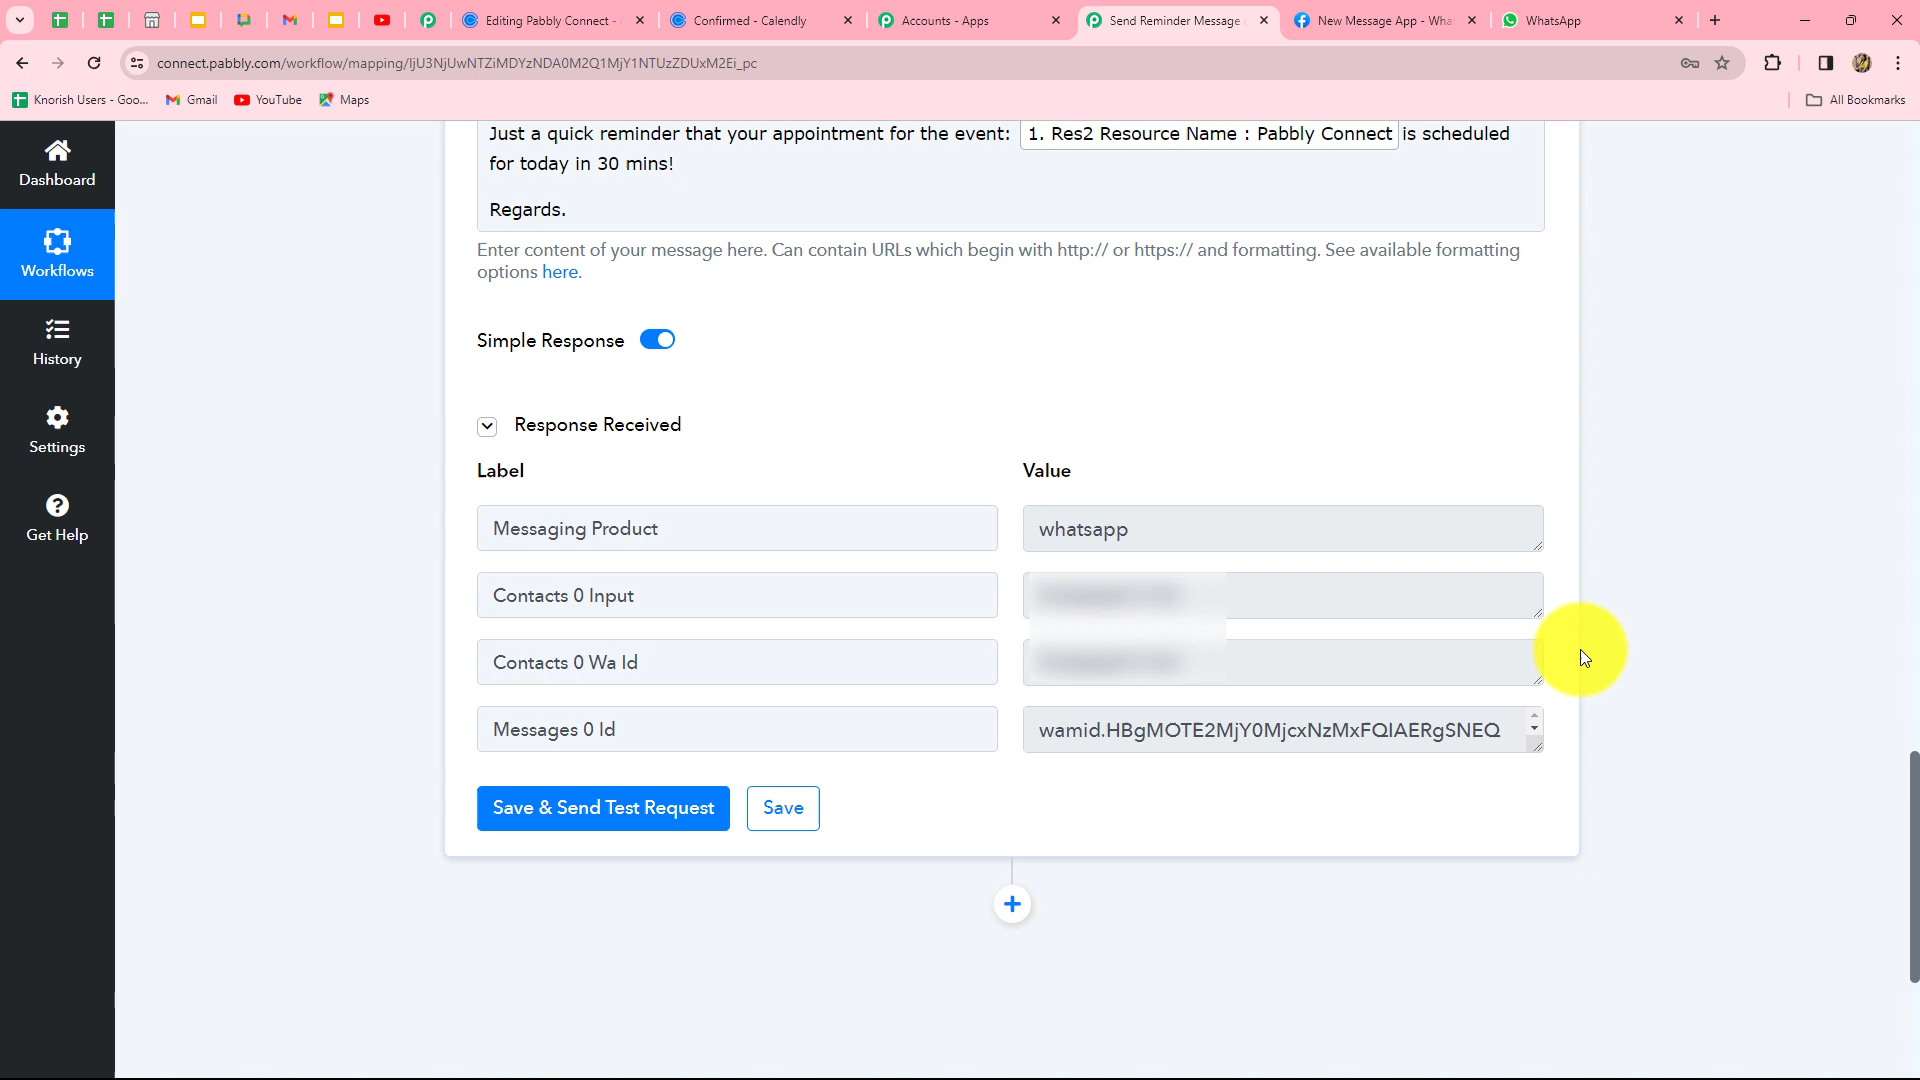 Editing Pabbly Connect -
Confirmed - Calendly
Accounts - Apps
Send Reminder Message
New Message App - Wha
WhatsApp
connect.pabbly.com/workflow/mapping/IjU3NjUwNTZiMDYzNDA0M2Q1MjY1NTUzZDUxM2Ei_pc
Knorish Users - Goo...
Gmail
YouTube
Maps
All Bookmarks
Dashboard
Workflows
History
Settings
Get Help
Just a quick reminder that your appointment for the event: 1. Res2 Resource Name : Pabbly Connect is scheduled
for today in 30 mins!
Regards.
Enter content of your message here. Can contain URLs which begin with http:// or https:// and formatting. See available formatting
options here.
Simple Response
Response Received
Label Value
Messaging Product whatsapp
Contacts 0 Input
Contacts 0 Wa Id
Messages 0 Id wamid.HBgMOTE2MjY0MjcxNzMxFQIAERgSNEQ
Save & Send Test Request Save